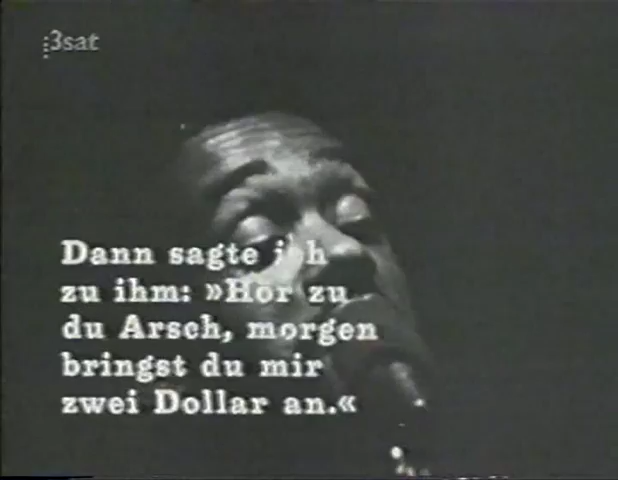 3sat
Dann sagte ich
zu ihm: »Hör zu
du Arsch, morgen
bringst du mir
zwei Dollar an.«